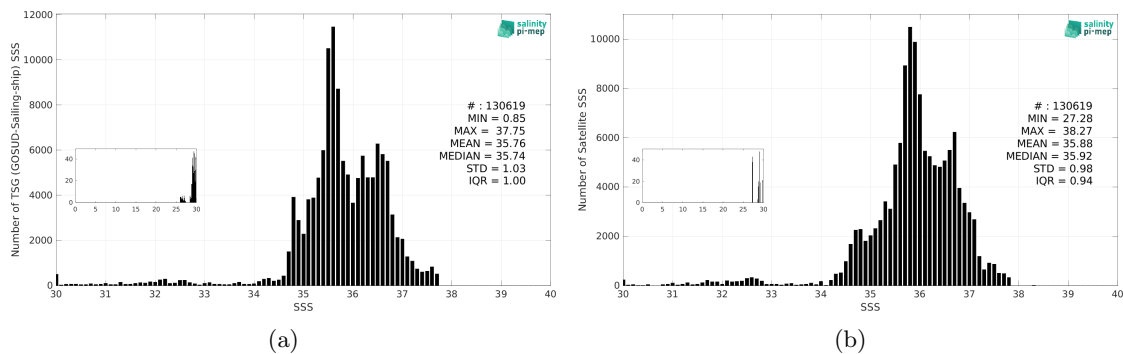 12000
10000
8000
6000
4000
2000
0
Number of TSG (GOSUD-Sailing-ship) SSS
salinity
pi-mep
# : 130619
MIN = 0.85
MAX = 37.75
MEAN = 35.76
MEDIAN = 35.74
STD = 1.03
IQR = 1.00
40
20
0
0 5 10 15 20 25 30
30 31 32 33 34 35 36 37 38 39 40
SSS
(a)
10000
8000
6000
4000
2000
0
Number of Satellite SSS
salinity
pi-mep
# : 130619
MIN = 27.28
MAX = 38.27
MEAN = 35.88
MEDIAN = 35.92
STD = 0.98
IQR = 0.94
40
20
0
0 5 10 15 20 25 30
30 31 32 33 34 35 36 37 38 39 40
SSS
(b)